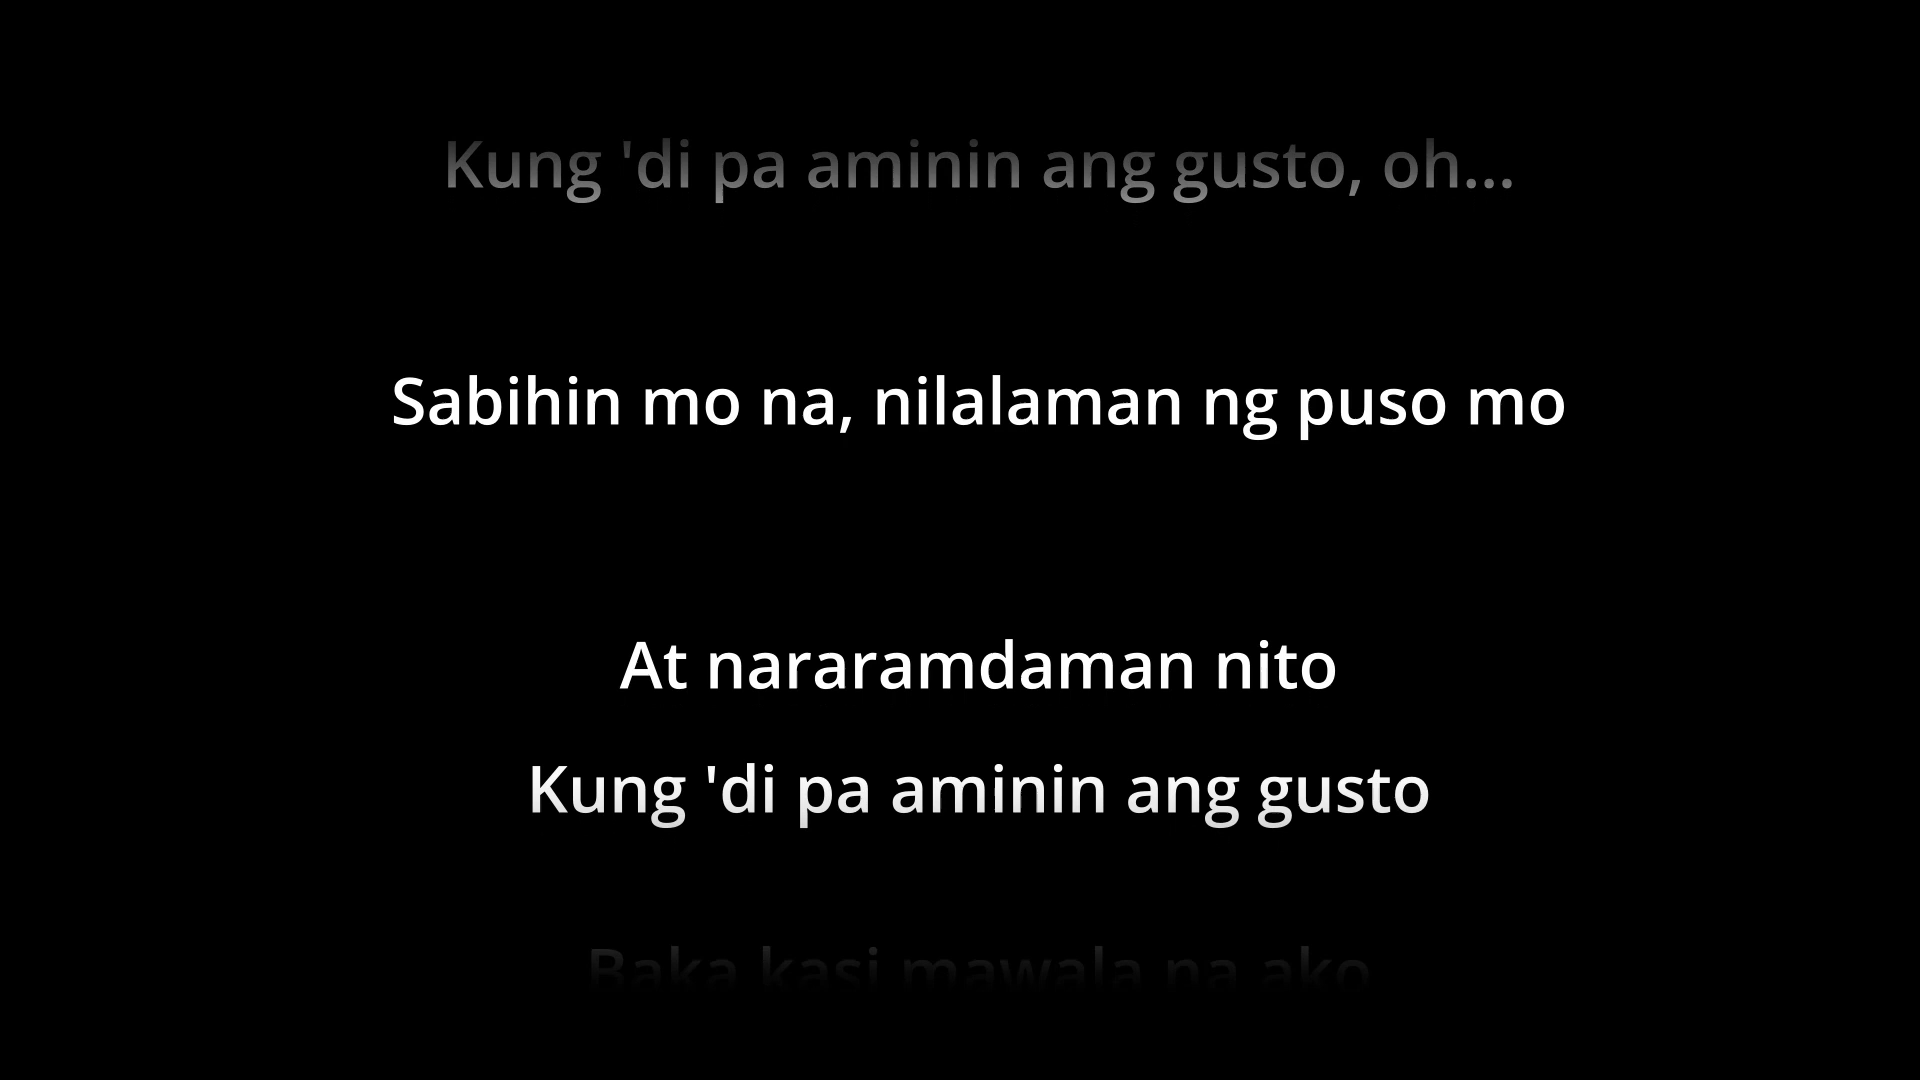 Kung 'di pa aminin ang gusto, oh...
Sabihin mo na, nilalaman ng puso mo
At nararamdaman nito
Kung 'di pa aminin ang gusto
Baka kasi mawala na ako